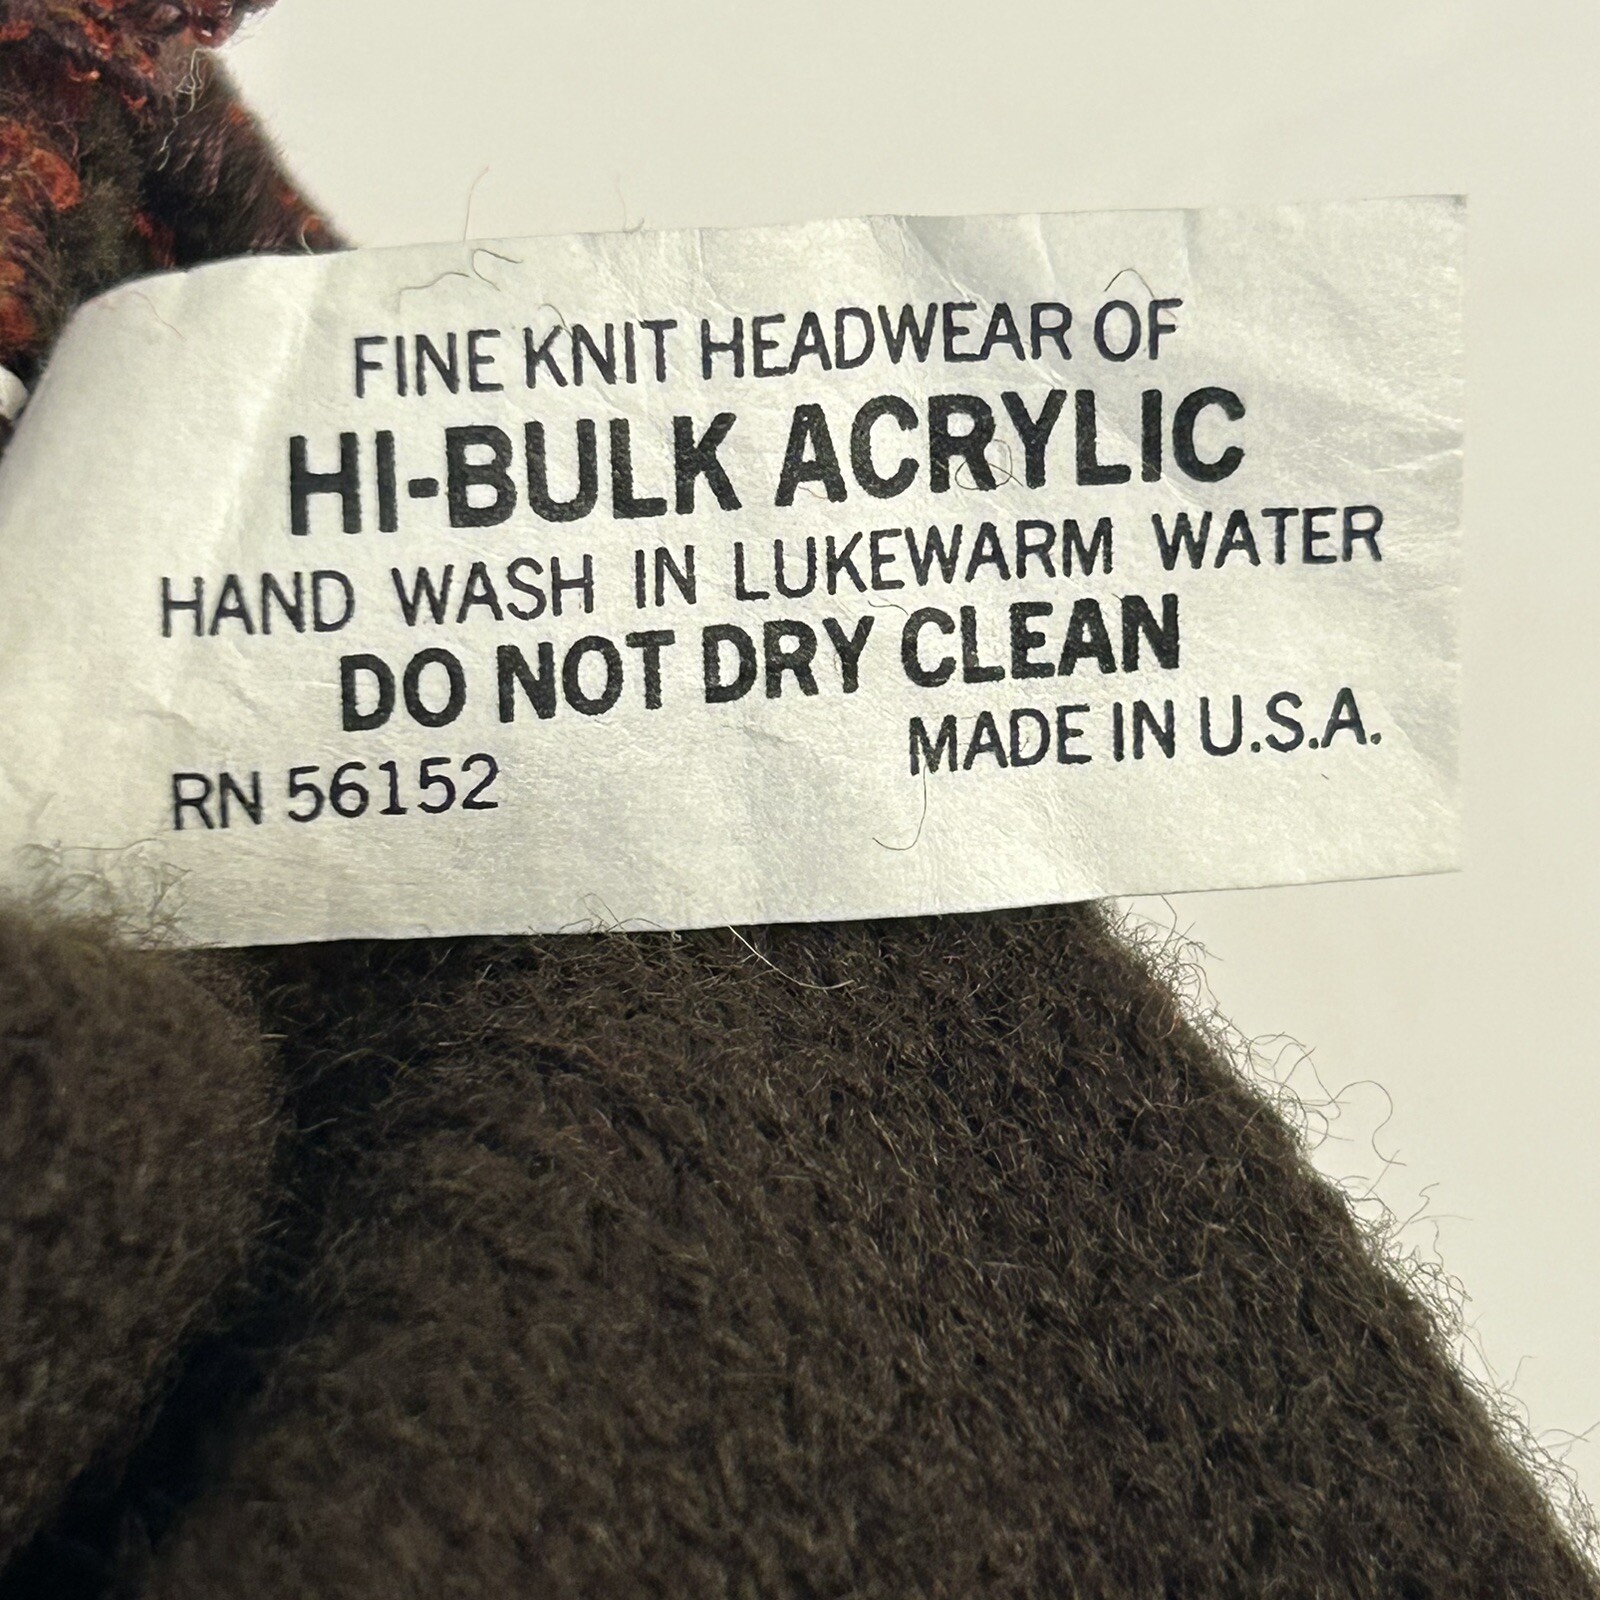 FINE KNIT HEADWEAR OF
HI-BULK ACRYLIC
HAND WASH IN LUKEWARM WATER
DO NOT DRY CLEAN
MADE IN U.S.A.
RN 56152